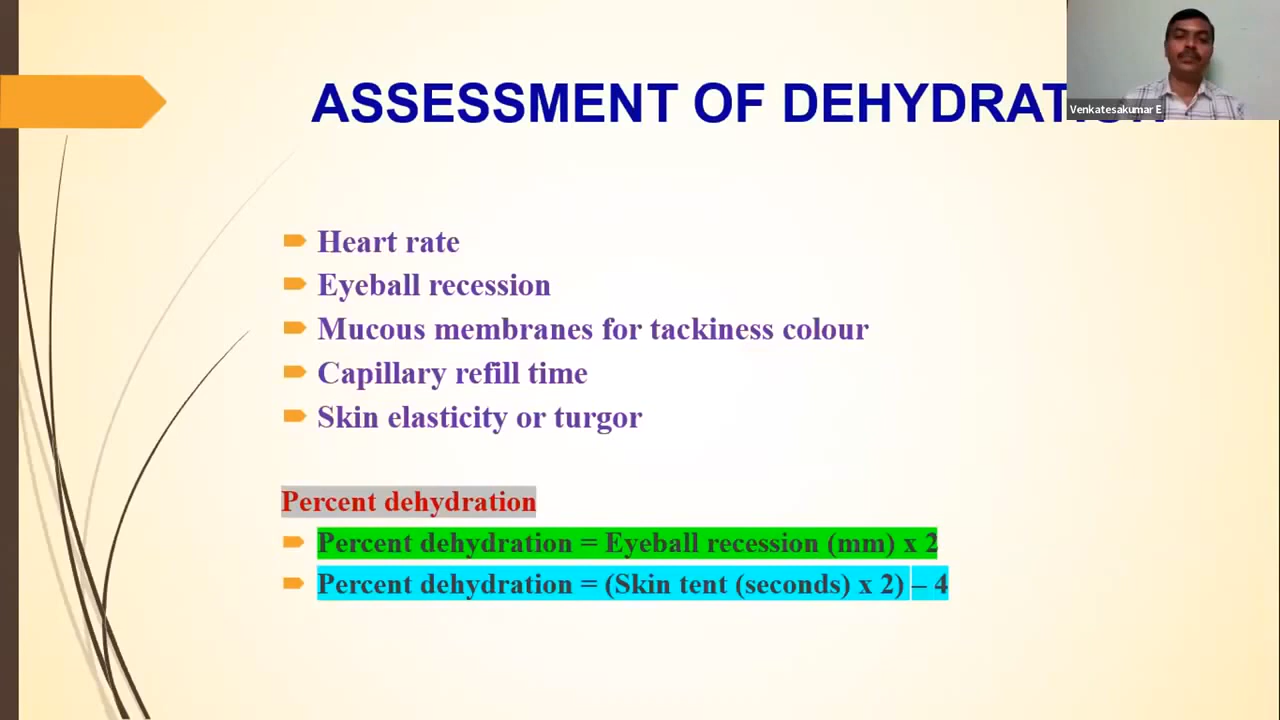 ASSESSMENT OF DEHYDRAT
Venkatesakumar E
Heart rate
Eyeball recession
Mucous membranes for tackiness colour
Capillary refill time
Skin elasticity or turgor
Percent dehydration
Percent dehydration = Eyeball recession (mm) x 2
Percent dehydration = (Skin tent (seconds) x 2) – 4